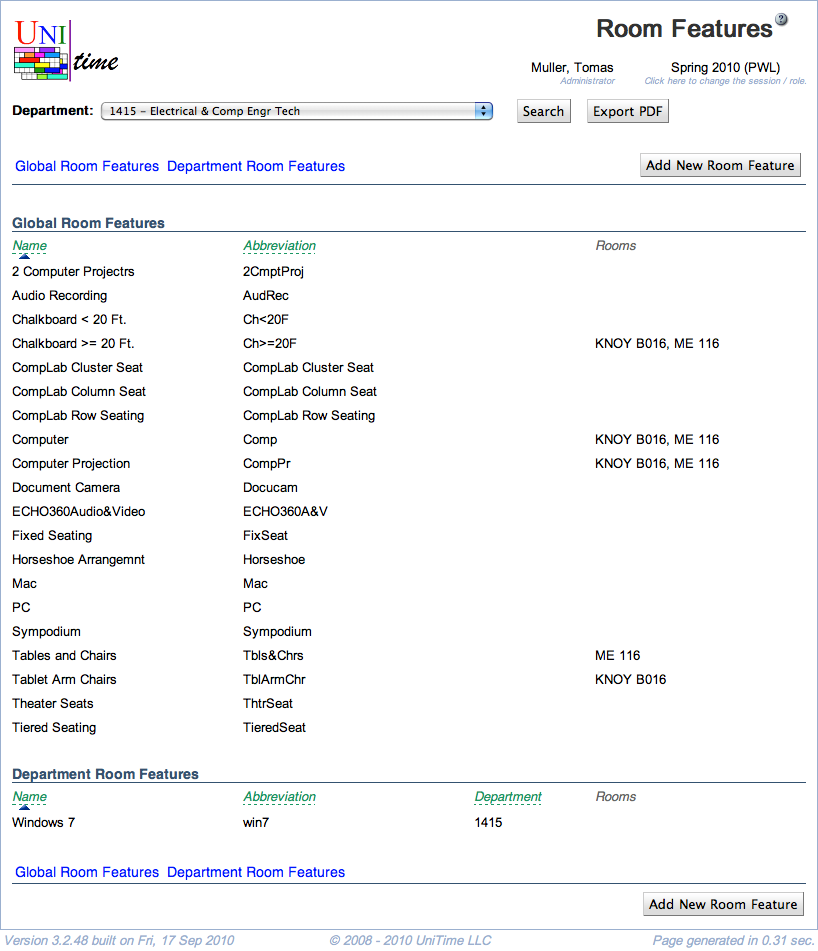 UNI
time
Room Features ?
Muller, Tomas Spring 2010 (PWL)
Administrator Click here to change the session / role.
Department: 1415 - Electrical & Comp Engr Tech Search Export PDF
Global Room Features Department Room Features Add New Room Feature
Global Room Features
Name Abbreviation Rooms
2 Computer Projectrs 2CmptProj
Audio Recording AudRec
Chalkboard < 20 Ft. Ch<20F
Chalkboard >= 20 Ft. Ch>=20F KNOY B016, ME 116
CompLab Cluster Seat CompLab Cluster Seat
CompLab Column Seat CompLab Column Seat
CompLab Row Seating CompLab Row Seating
Computer Comp KNOY B016, ME 116
Computer Projection CompPr KNOY B016, ME 116
Document Camera Docucam
ECHO360Audio&Video ECHO360A&V
Fixed Seating FixSeat
Horseshoe Arrangemnt Horseshoe
Mac Mac
PC PC
Sympodium Sympodium
Tables and Chairs Tbls&Chrs ME 116
Tablet Arm Chairs TblArmChr KNOY B016
Theater Seats ThtrSeat
Tiered Seating TieredSeat
Department Room Features
Name Abbreviation Department Rooms
Windows 7 win7 1415
Global Room Features Department Room Features
Add New Room Feature
Version 3.2.48 built on Fri, 17 Sep 2010 © 2008 - 2010 UniTime LLC Page generated in 0.31 sec.